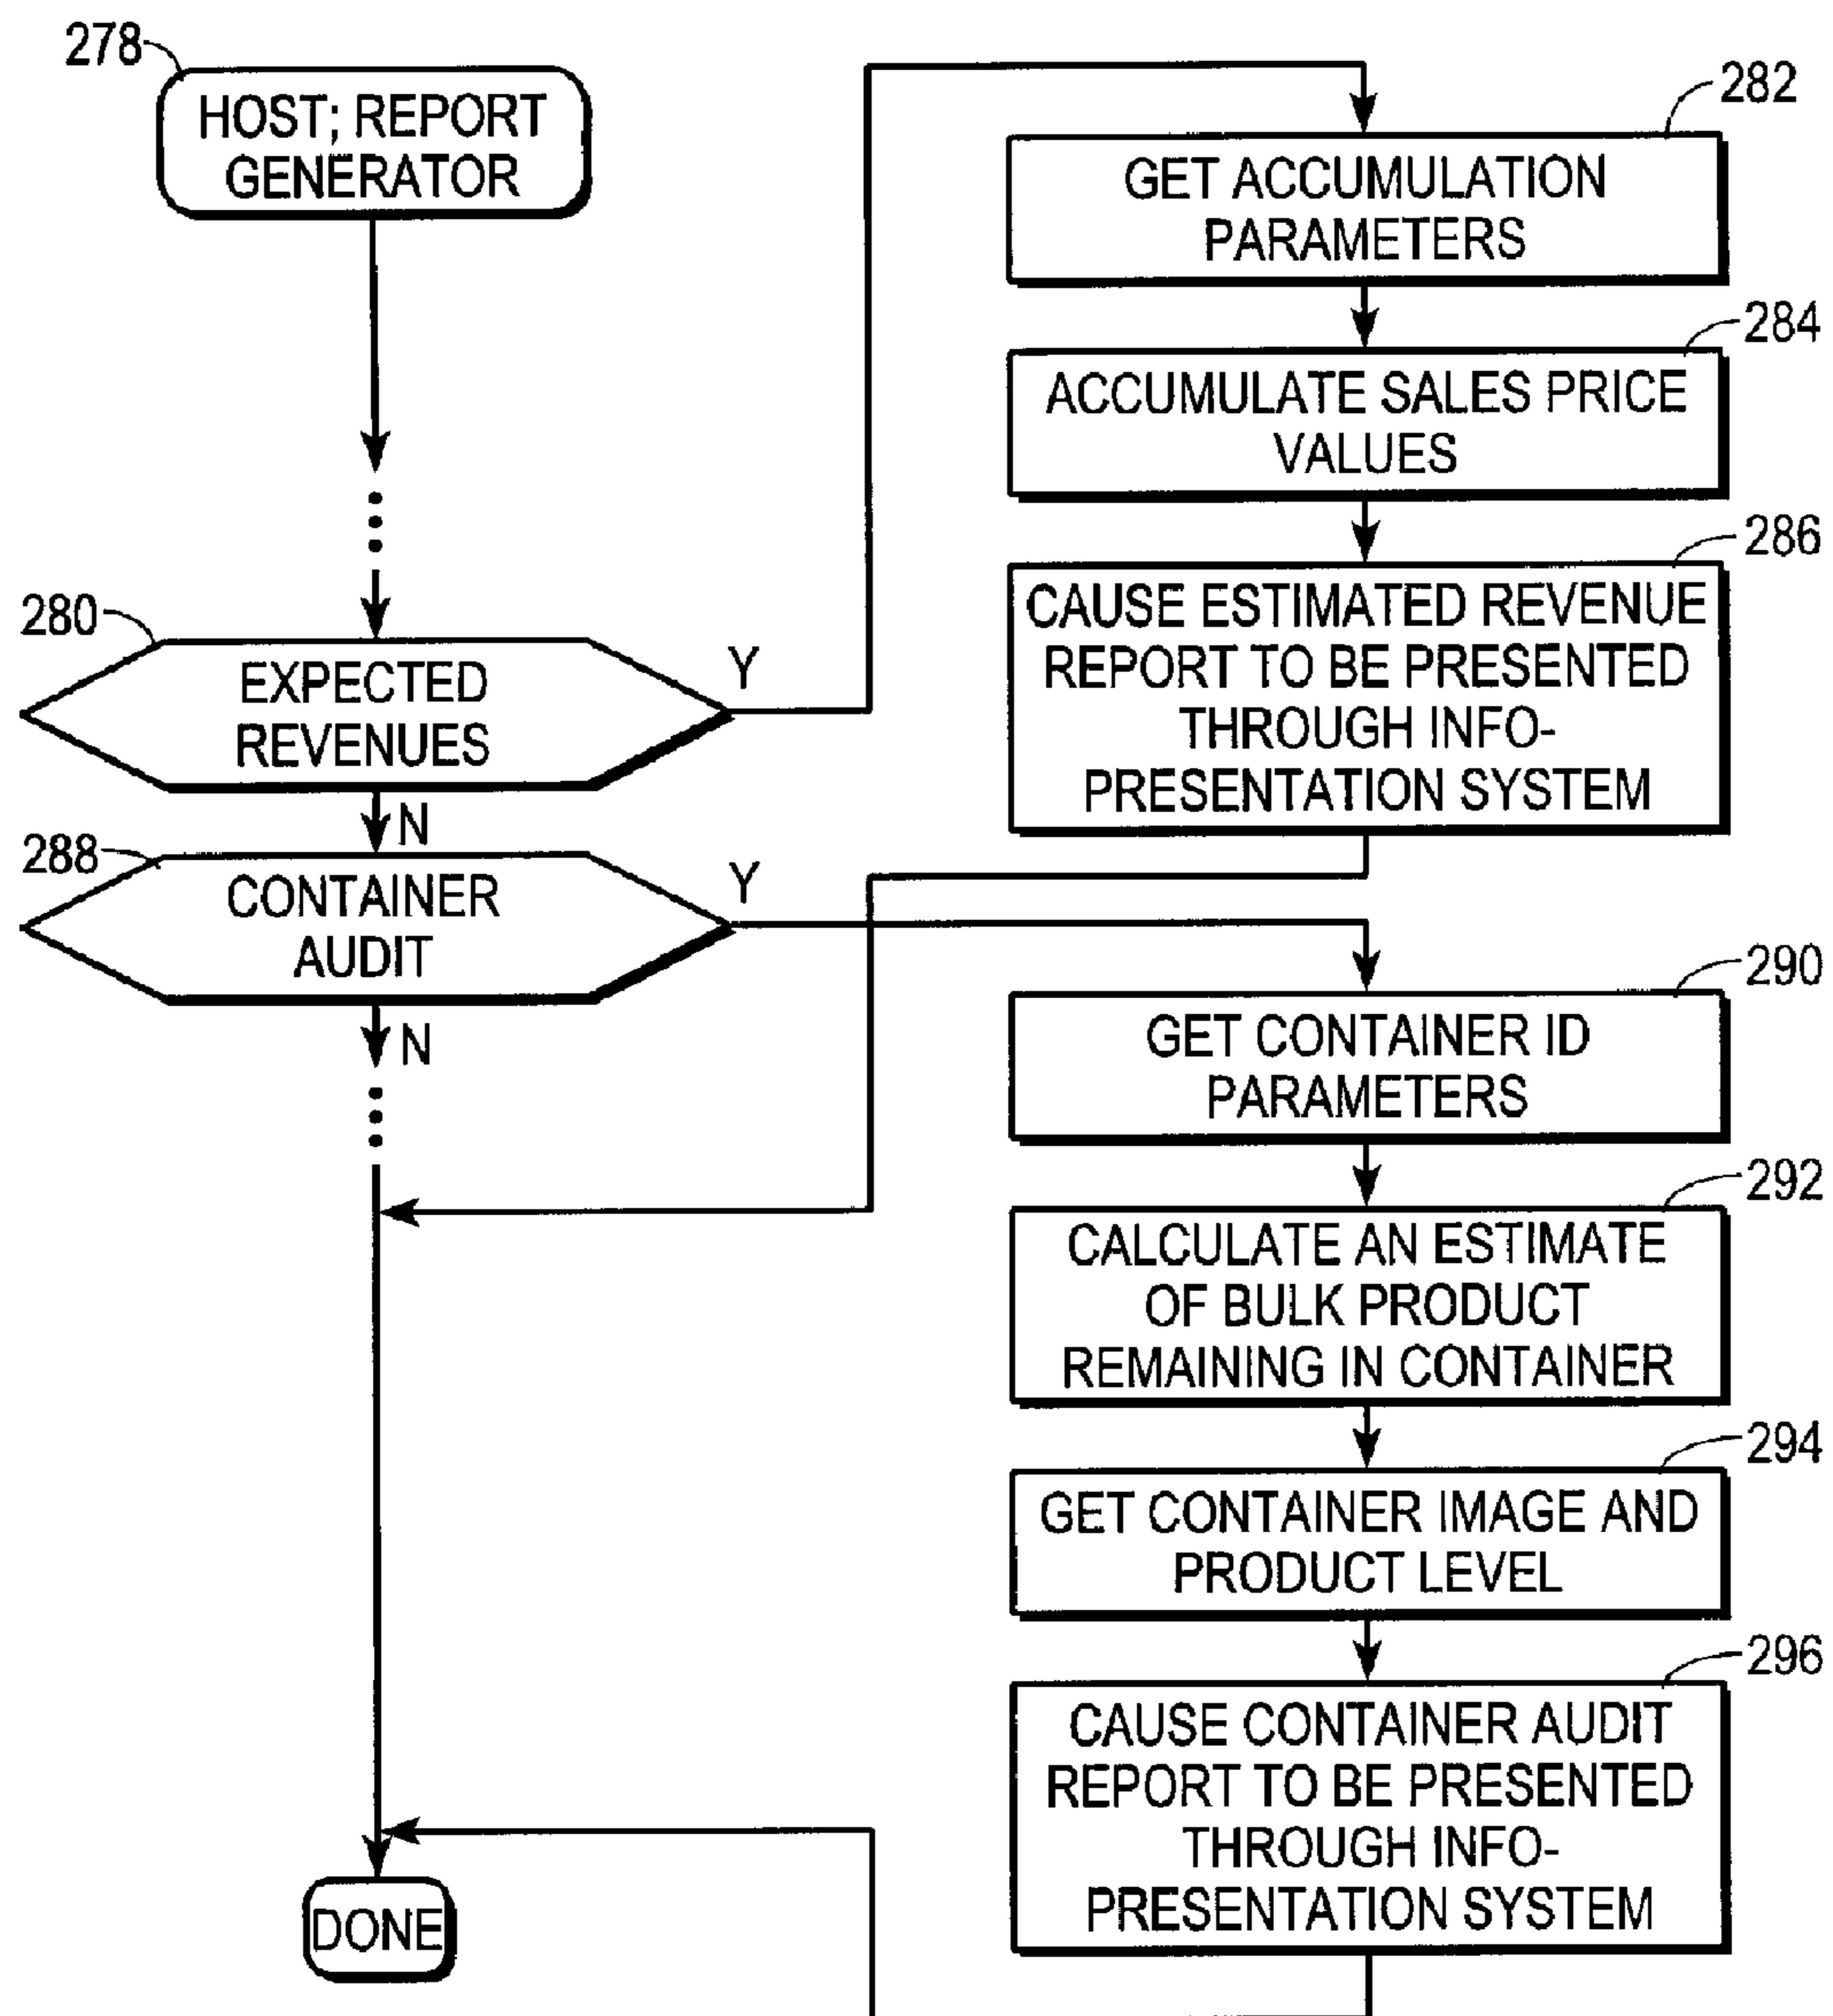 278
HOST; REPORT
GENERATOR
280
EXPECTED
REVENUES
Y
N
288
CONTAINER
AUDIT
Y
N
DONE
282
GET ACCUMULATION
PARAMETERS
284
ACCUMULATE SALES PRICE
VALUES
286
CAUSE ESTIMATED REVENUE
REPORT TO BE PRESENTED
THROUGH INFO-
PRESENTATION SYSTEM
290
GET CONTAINER ID
PARAMETERS
292
CALCULATE AN ESTIMATE
OF BULK PRODUCT
REMAINING IN CONTAINER
294
GET CONTAINER IMAGE AND
PRODUCT LEVEL
296
CAUSE CONTAINER AUDIT
REPORT TO BE PRESENTED
THROUGH INFO-
PRESENTATION SYSTEM